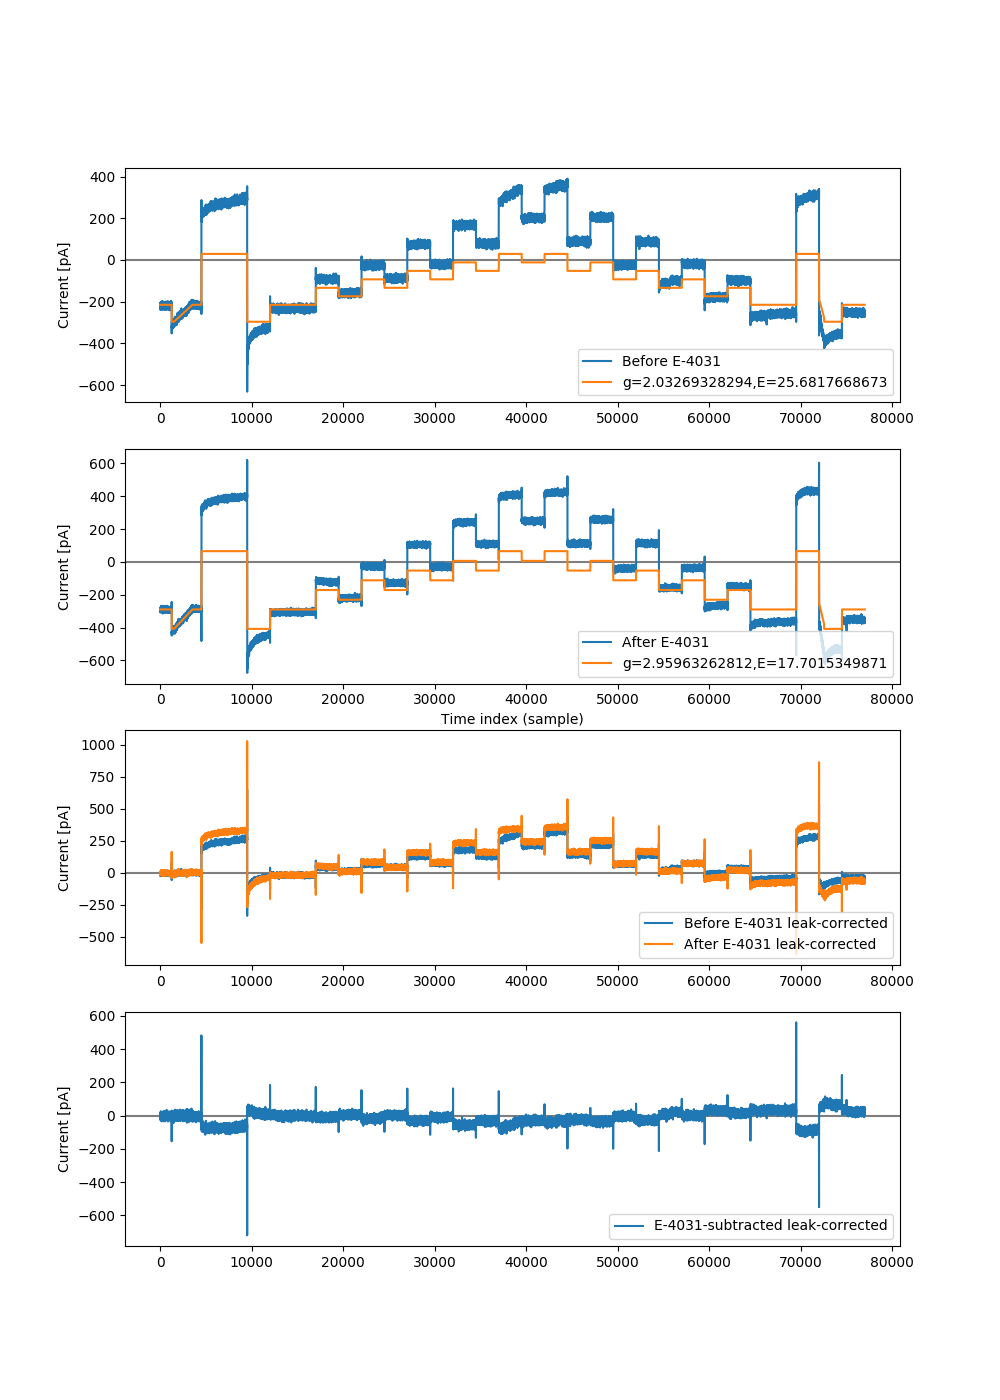 400
200
0
−200
−400
−600
Current [pA]
Before E-4031
g=2.03269328294,E=25.6817668673
0 10000 20000 30000 40000 50000 60000 70000 80000
600
400
200
0
−200
−400
−600
Current [pA]
After E-4031
g=2.95963262812,E=17.7015349871
0 10000 20000 30000 40000 50000 60000 70000 80000
Time index (sample)
1000
750
500
250
0
−250
−500
Current [pA]
Before E-4031 leak-corrected
After E-4031 leak-corrected
0 10000 20000 30000 40000 50000 60000 70000 80000
600
400
200
0
−200
−400
−600
Current [pA]
E-4031-subtracted leak-corrected
0 10000 20000 30000 40000 50000 60000 70000 80000